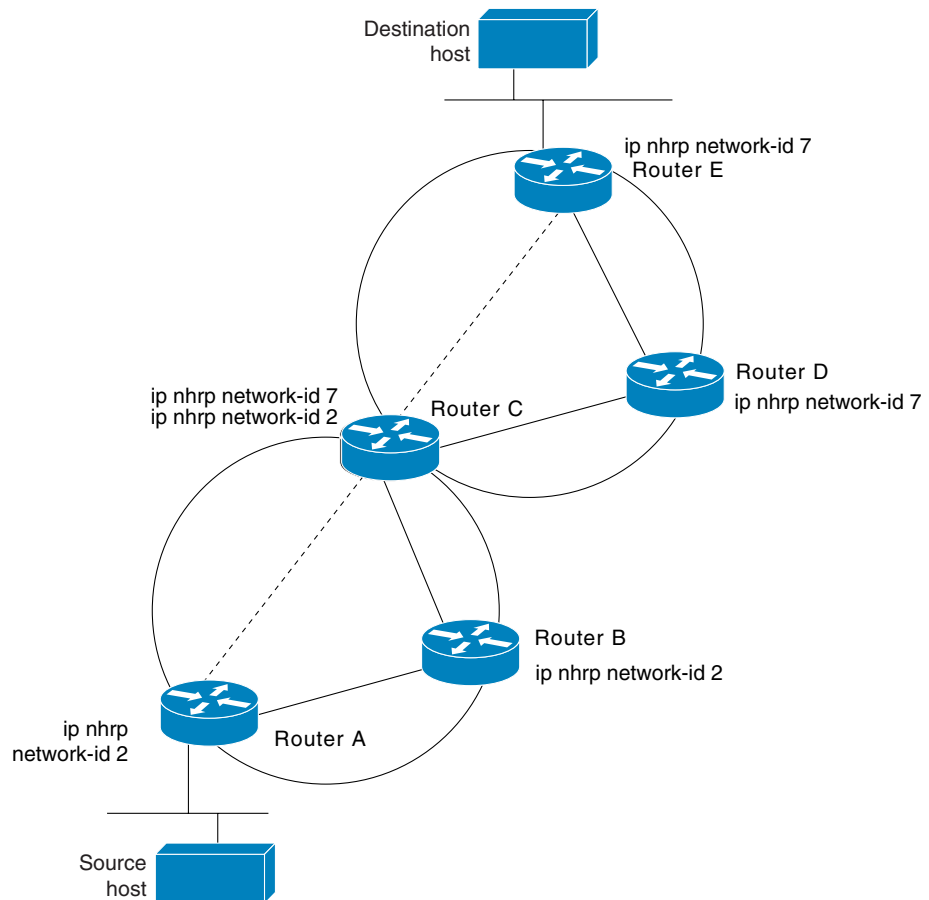 Destination
host
ip nhrp network-id 7
Router E
Router D
ip nhrp network-id 7
ip nhrp network-id 7
ip nhrp network-id 2
Router C
Router B
ip nhrp network-id 2
ip nhrp
network-id 2
Router A
Source
host